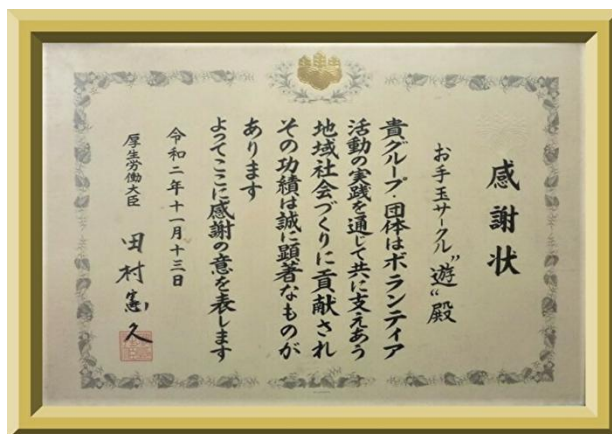 感謝状
お手玉サークル”遊“殿
貴グループ・団体はボランティア
活動の実践を通じて共に支えあう
地域社会づくりに貢献され
その功績は誠に顕著なものが
あります
よってここに感謝の意を表します
令和二年十一月十三日
厚生労働大臣 田村憲久